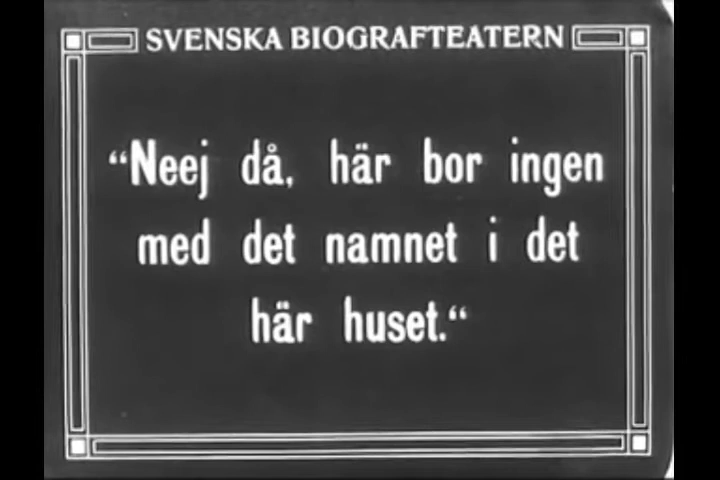 SVENSKA BIOGRAFTEATERN
“Neej då, här bor ingen
med det namnet i det
här huset.“